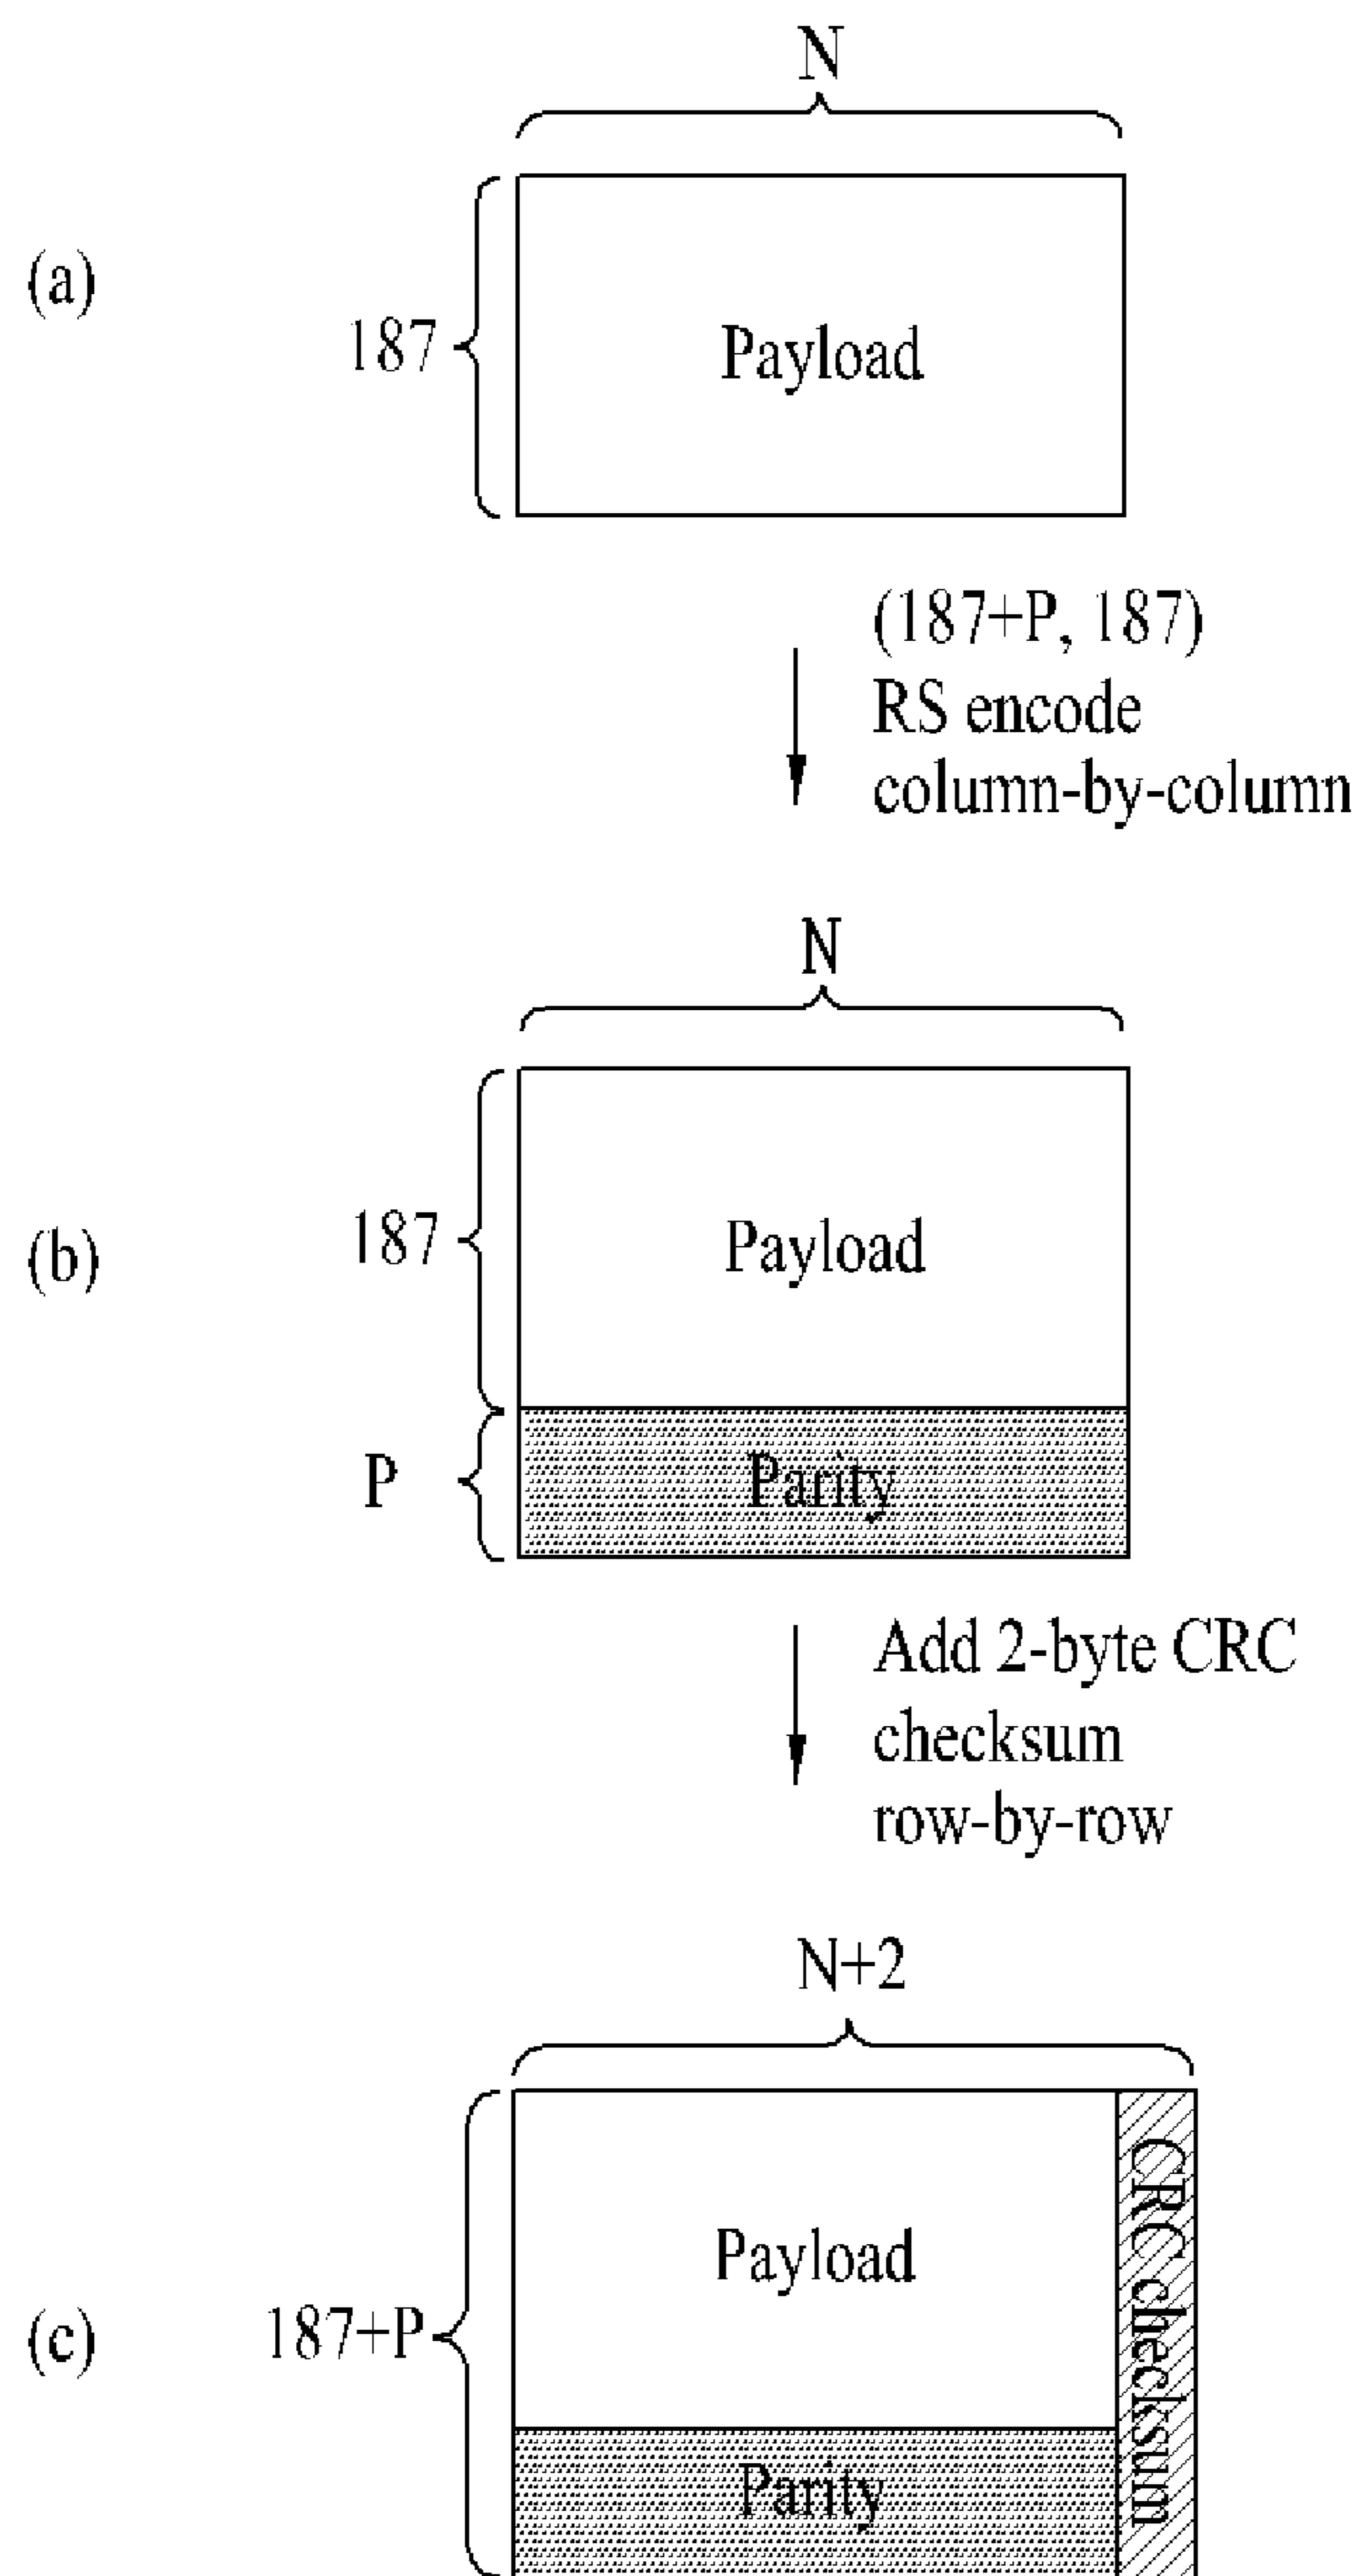 N
(a)
187
Payload
(187+P, 187)
RS encode
column-by-column
N
(b)
187
Payload
P
Parity
Add 2-byte CRC
checksum
row-by-row
N+2
(c)
187+P
Payload
CRC checksum
Parity